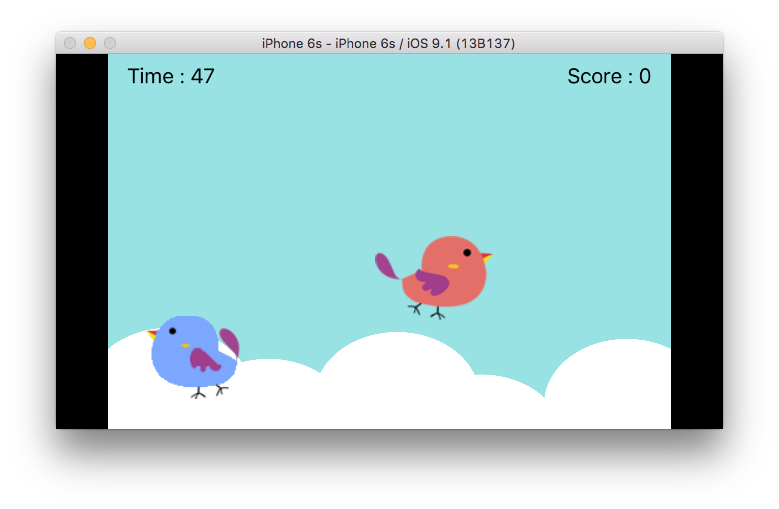 iPhone 6s - iPhone 6s / iOS 9.1 (13B137)
Time : 47
Score : 0